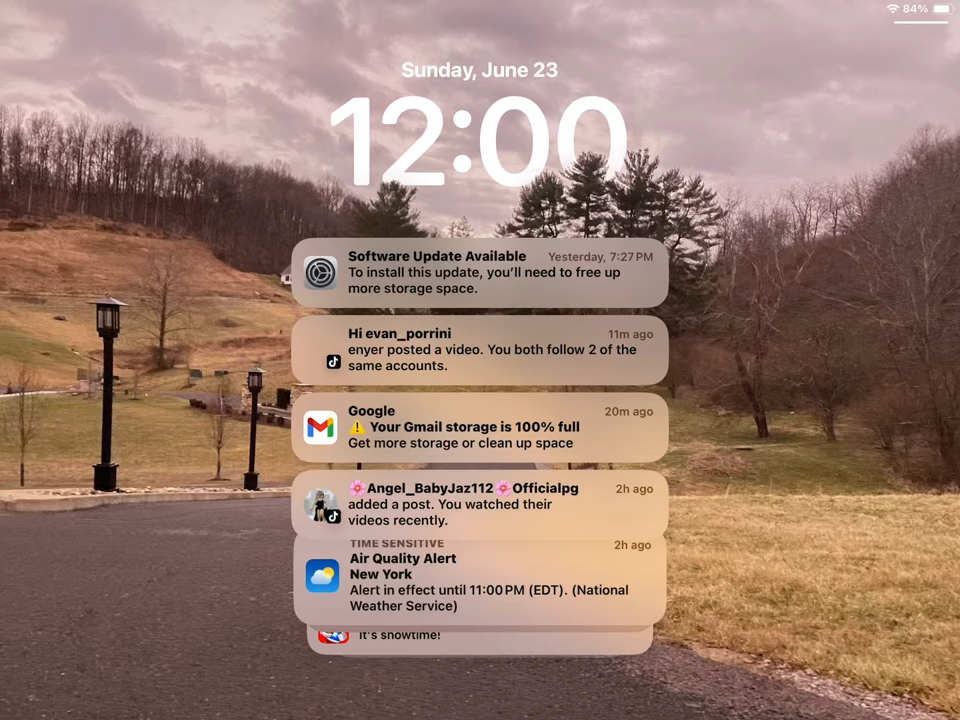 84%
Sunday, June 23
12:00
Software Update Available Yesterday, 7:27 PM
To install this update, you’ll need to free up
more storage space.
Hi evan_porrini 11m ago
enyer posted a video. You both follow 2 of the
same accounts.
Google 20m ago
⚠️ Your Gmail storage is 100% full
Get more storage or clean up space
🌸Angel_BabyJaz112🌸Officialpg 2h ago
added a post. You watched their
videos recently.
TIME SENSITIVE 2h ago
Air Quality Alert
New York
Alert in effect until 11:00 PM (EDT). (National
Weather Service)
It's showtime!